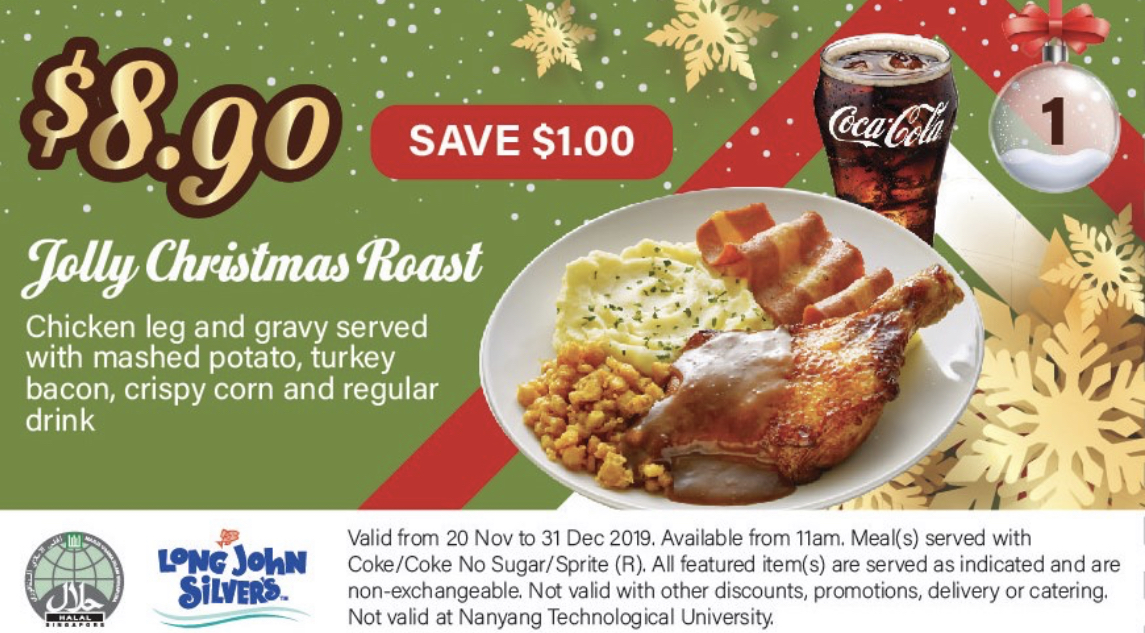 $8.90
SAVE $1.00
Coca-Cola
1
Jolly Christmas Roast
Chicken leg and gravy served
with mashed potato, turkey
bacon, crispy corn and regular
drink
حلال
HALAL
SINGAPORE
LONG JOHN
SILVER'S
Valid from 20 Nov to 31 Dec 2019. Available from 11am. Meal(s) served with
Coke/Coke No Sugar/Sprite (R). All featured item(s) are served as indicated and are
non-exchangeable. Not valid with other discounts, promotions, delivery or catering.
Not valid at Nanyang Technological University.